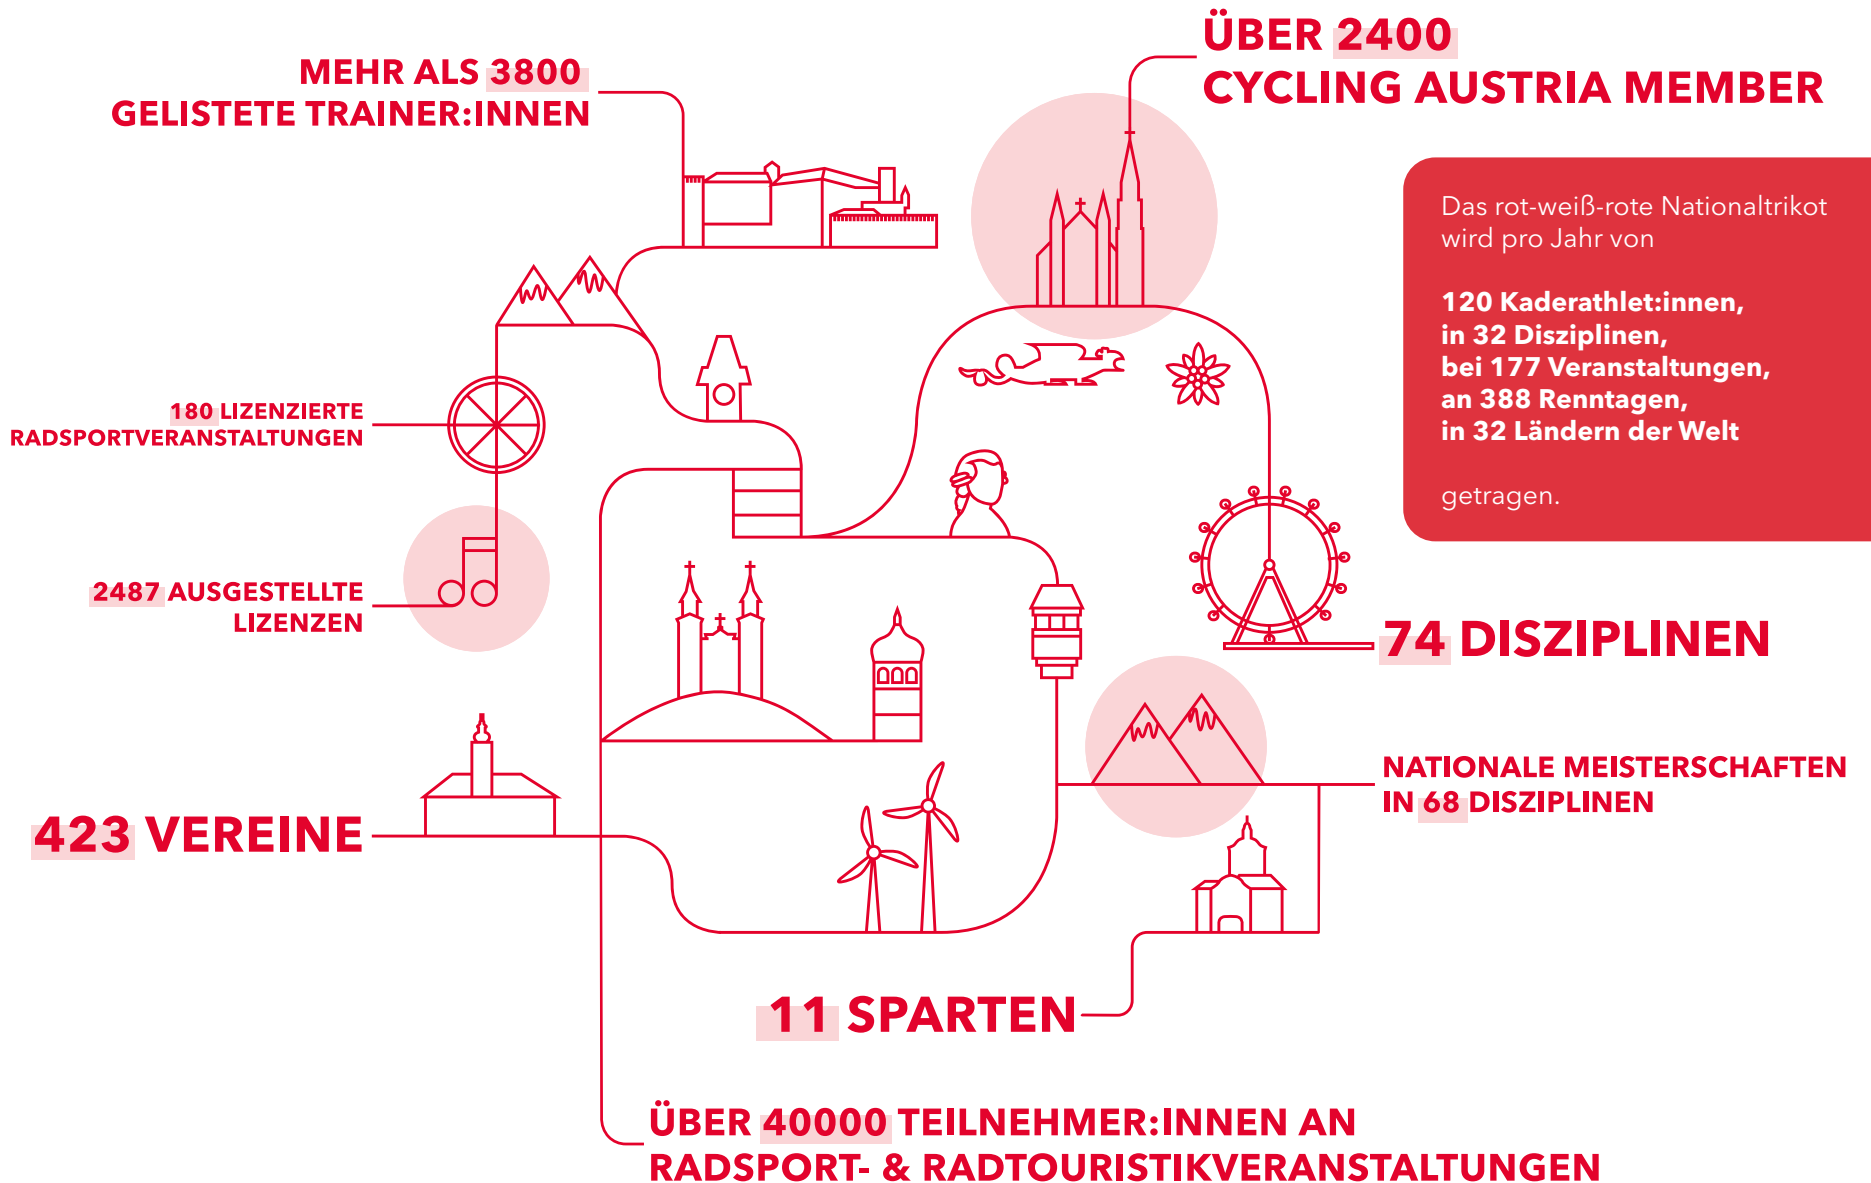 MEHR ALS 3800
GELISTETE TRAINER:INNEN
ÜBER 2400
CYCLING AUSTRIA MEMBER
Das rot-weiß-rote Nationaltrikot
wird pro Jahr von
120 Kaderathlet:innen,
in 32 Disziplinen,
bei 177 Veranstaltungen,
an 388 Renntagen,
in 32 Ländern der Welt
getragen.
180 LIZENZIERTE
RADSPORTVERANSTALTUNGEN
2487 AUSGESTELLTE
LIZENZEN
74 DISZIPLINEN
NATIONALE MEISTERSCHAFTEN
IN 68 DISZIPLINEN
423 VEREINE
11 SPARTEN
ÜBER 40000 TEILNEHMER:INNEN AN
RADSPORT- & RADTOURISTIKVERANSTALTUNGEN